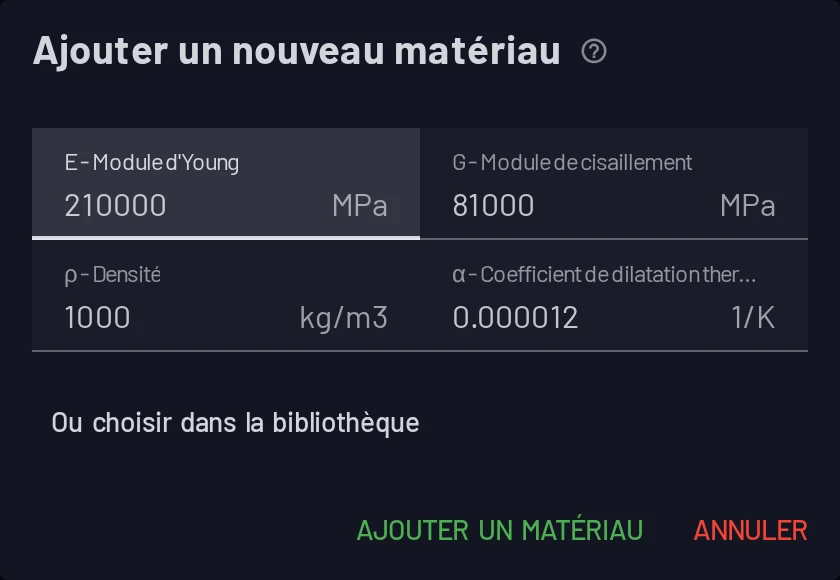 Ajouter un nouveau matériau
E - Module d'Young
G - Module de cisaillement
210000 MPa
81000 MPa
ρ - Densité
α - Coefficient de dilatation ther...
1000 kg/m3
0.000012 1/K
Ou choisir dans la bibliothèque
AJOUTER UN MATÉRIAU ANNULER